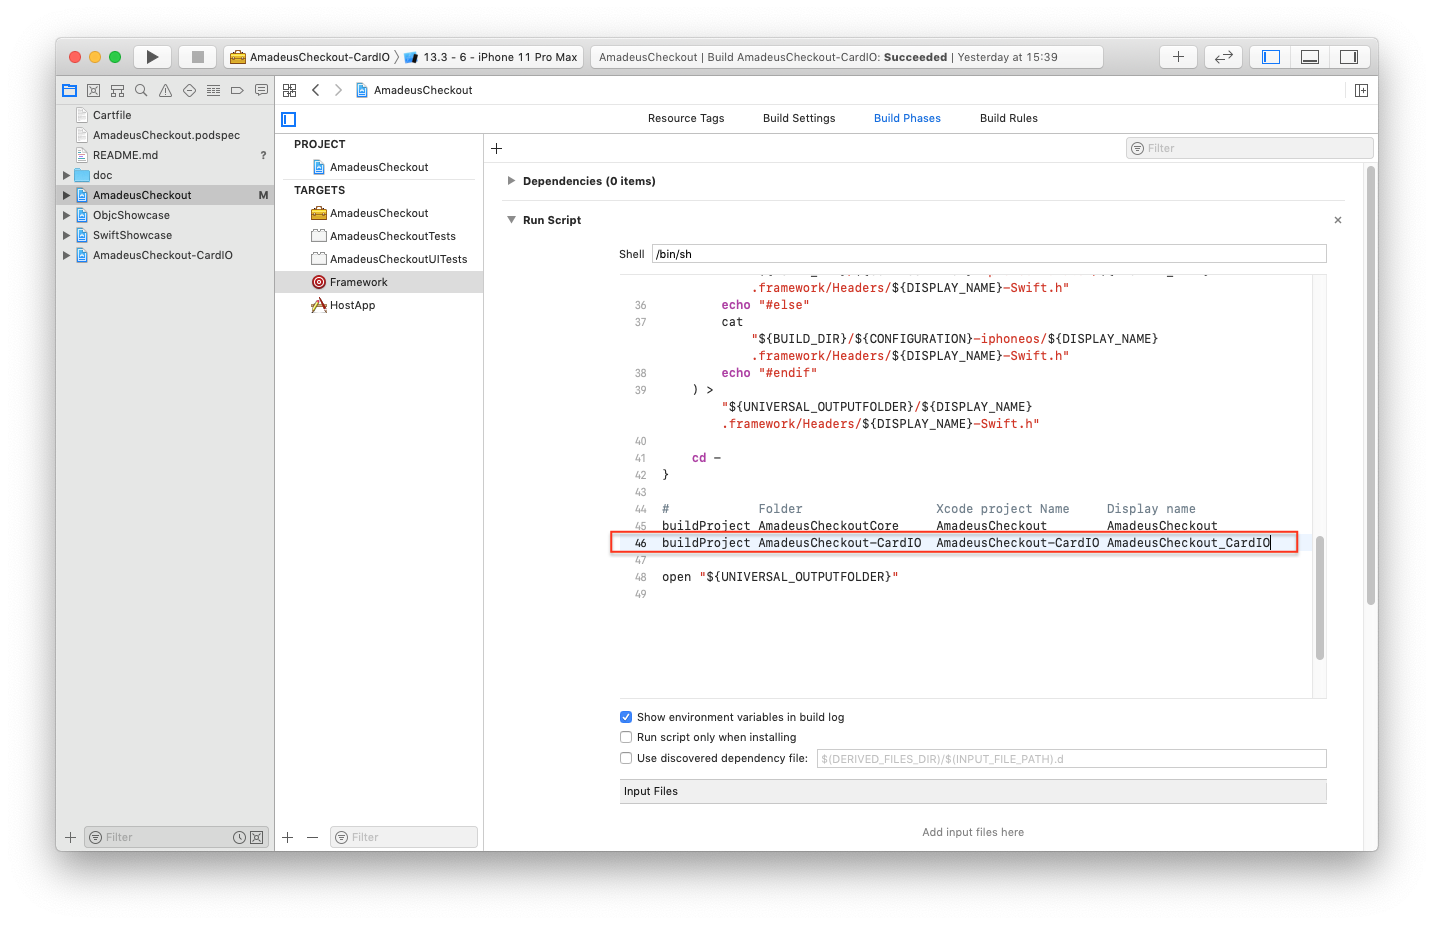 AmadeusCheckout-CardIO 〉 13.3 - 6 - iPhone 11 Pro Max
AmadeusCheckout | Build AmadeusCheckout-CardIO: Succeeded | Yesterday at 15:39
AmadeusCheckout
Cartfile
AmadeusCheckout.podspec
README.md ?
doc
AmadeusCheckout M
ObjcShowcase
SwiftShowcase
AmadeusCheckout-CardIO
Filter
Resource Tags Build Settings Build Phases Build Rules
PROJECT
AmadeusCheckout
TARGETS
AmadeusCheckout
AmadeusCheckoutTests
AmadeusCheckoutUITests
Framework
HostApp
Filter
Filter
Dependencies (0 items)
Run Script
Shell /bin/sh
.framework/Headers/${DISPLAY_NAME}-Swift.h"
36 echo "#else"
37 cat
"${BUILD_DIR}/${CONFIGURATION}-iphoneos/${DISPLAY_NAME}
.framework/Headers/${DISPLAY_NAME}-Swift.h"
38 echo "#endif"
39 ) >
"${UNIVERSAL_OUTPUTFOLDER}/${DISPLAY_NAME}
.framework/Headers/${DISPLAY_NAME}-Swift.h"
40
41 cd -
42 }
43
44 # Folder Xcode project Name Display name
45 buildProject AmadeusCheckoutCore AmadeusCheckout AmadeusCheckout
46 buildProject AmadeusCheckout-CardIO AmadeusCheckout-CardIO AmadeusCheckout_CardIO
47
48 open "${UNIVERSAL_OUTPUTFOLDER}"
49
Show environment variables in build log
Run script only when installing
Use discovered dependency file: $(DERIVED_FILES_DIR)/$(INPUT_FILE_PATH).d
Input Files
Add input files here